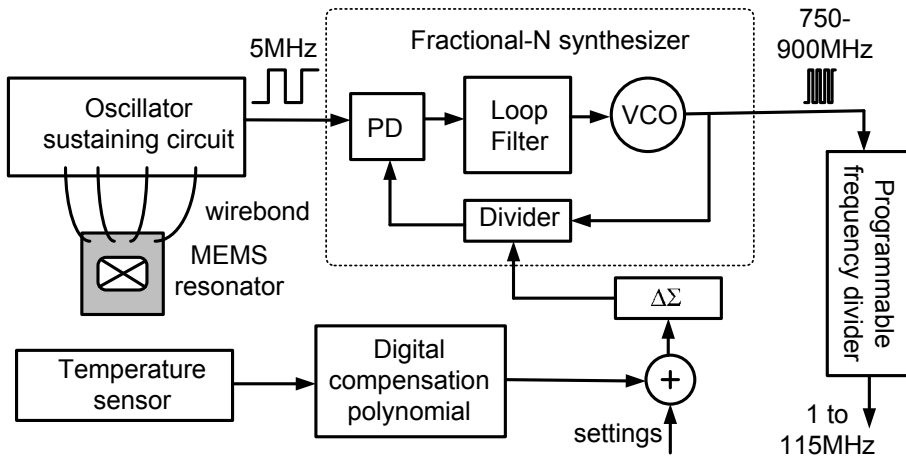 Fractional-N synthesizer
750-
900MHz
5MHz
Oscillator
sustaining circuit
PD
Loop
Filter
VCO
Divider
wirebond
MEMS
resonator
ΔΣ
Programmable
frequency divider
Temperature
sensor
Digital
compensation
polynomial
+
settings
1 to
115MHz